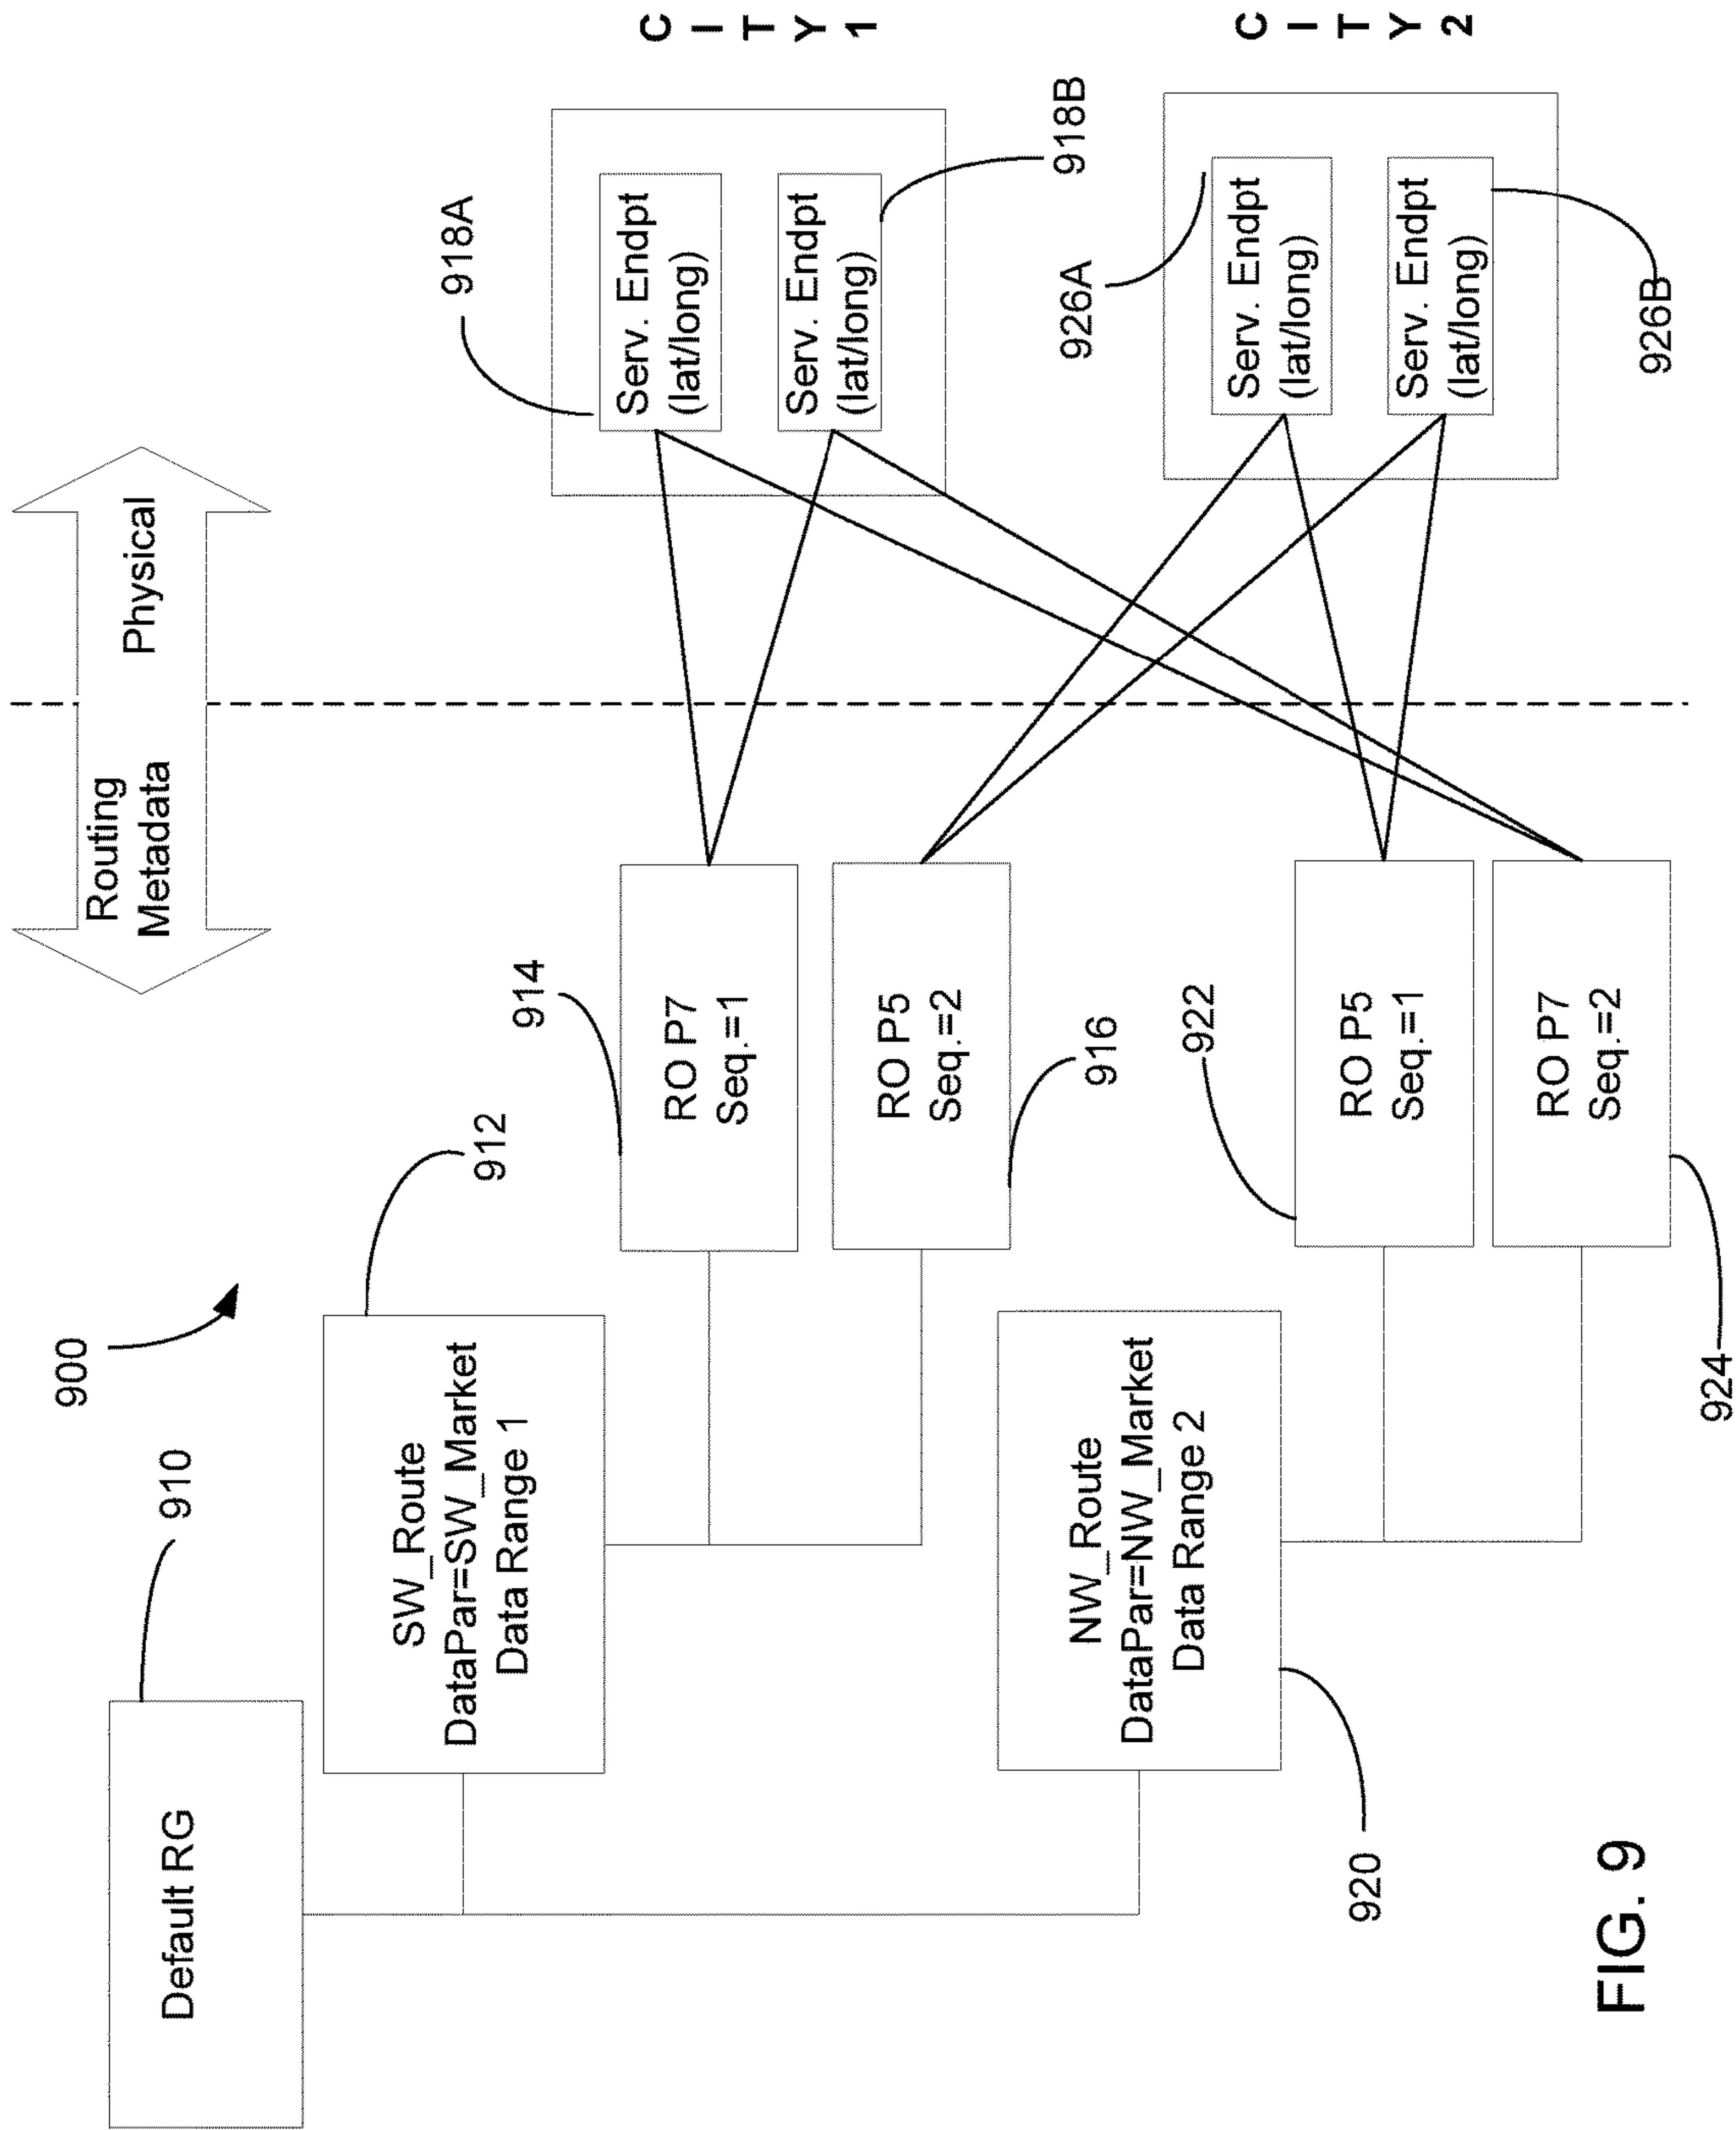 900
Routing
Metadata
Physical
910
Default RG
912
SW_Route
DataPar=SW_Market
Data Range 1
914
RO P7
Seq.=1
916
RO P5
Seq.=2
918A
Serv. Endpt
(lat/long)
Serv. Endpt
(lat/long)
918B
CITY 1
920
NW_Route
DataPar=NW_Market
Data Range 2
922
RO P5
Seq.=1
924
RO P7
Seq.=2
926A
Serv. Endpt
(lat/long)
Serv. Endpt
(lat/long)
926B
CITY 2
FIG. 9